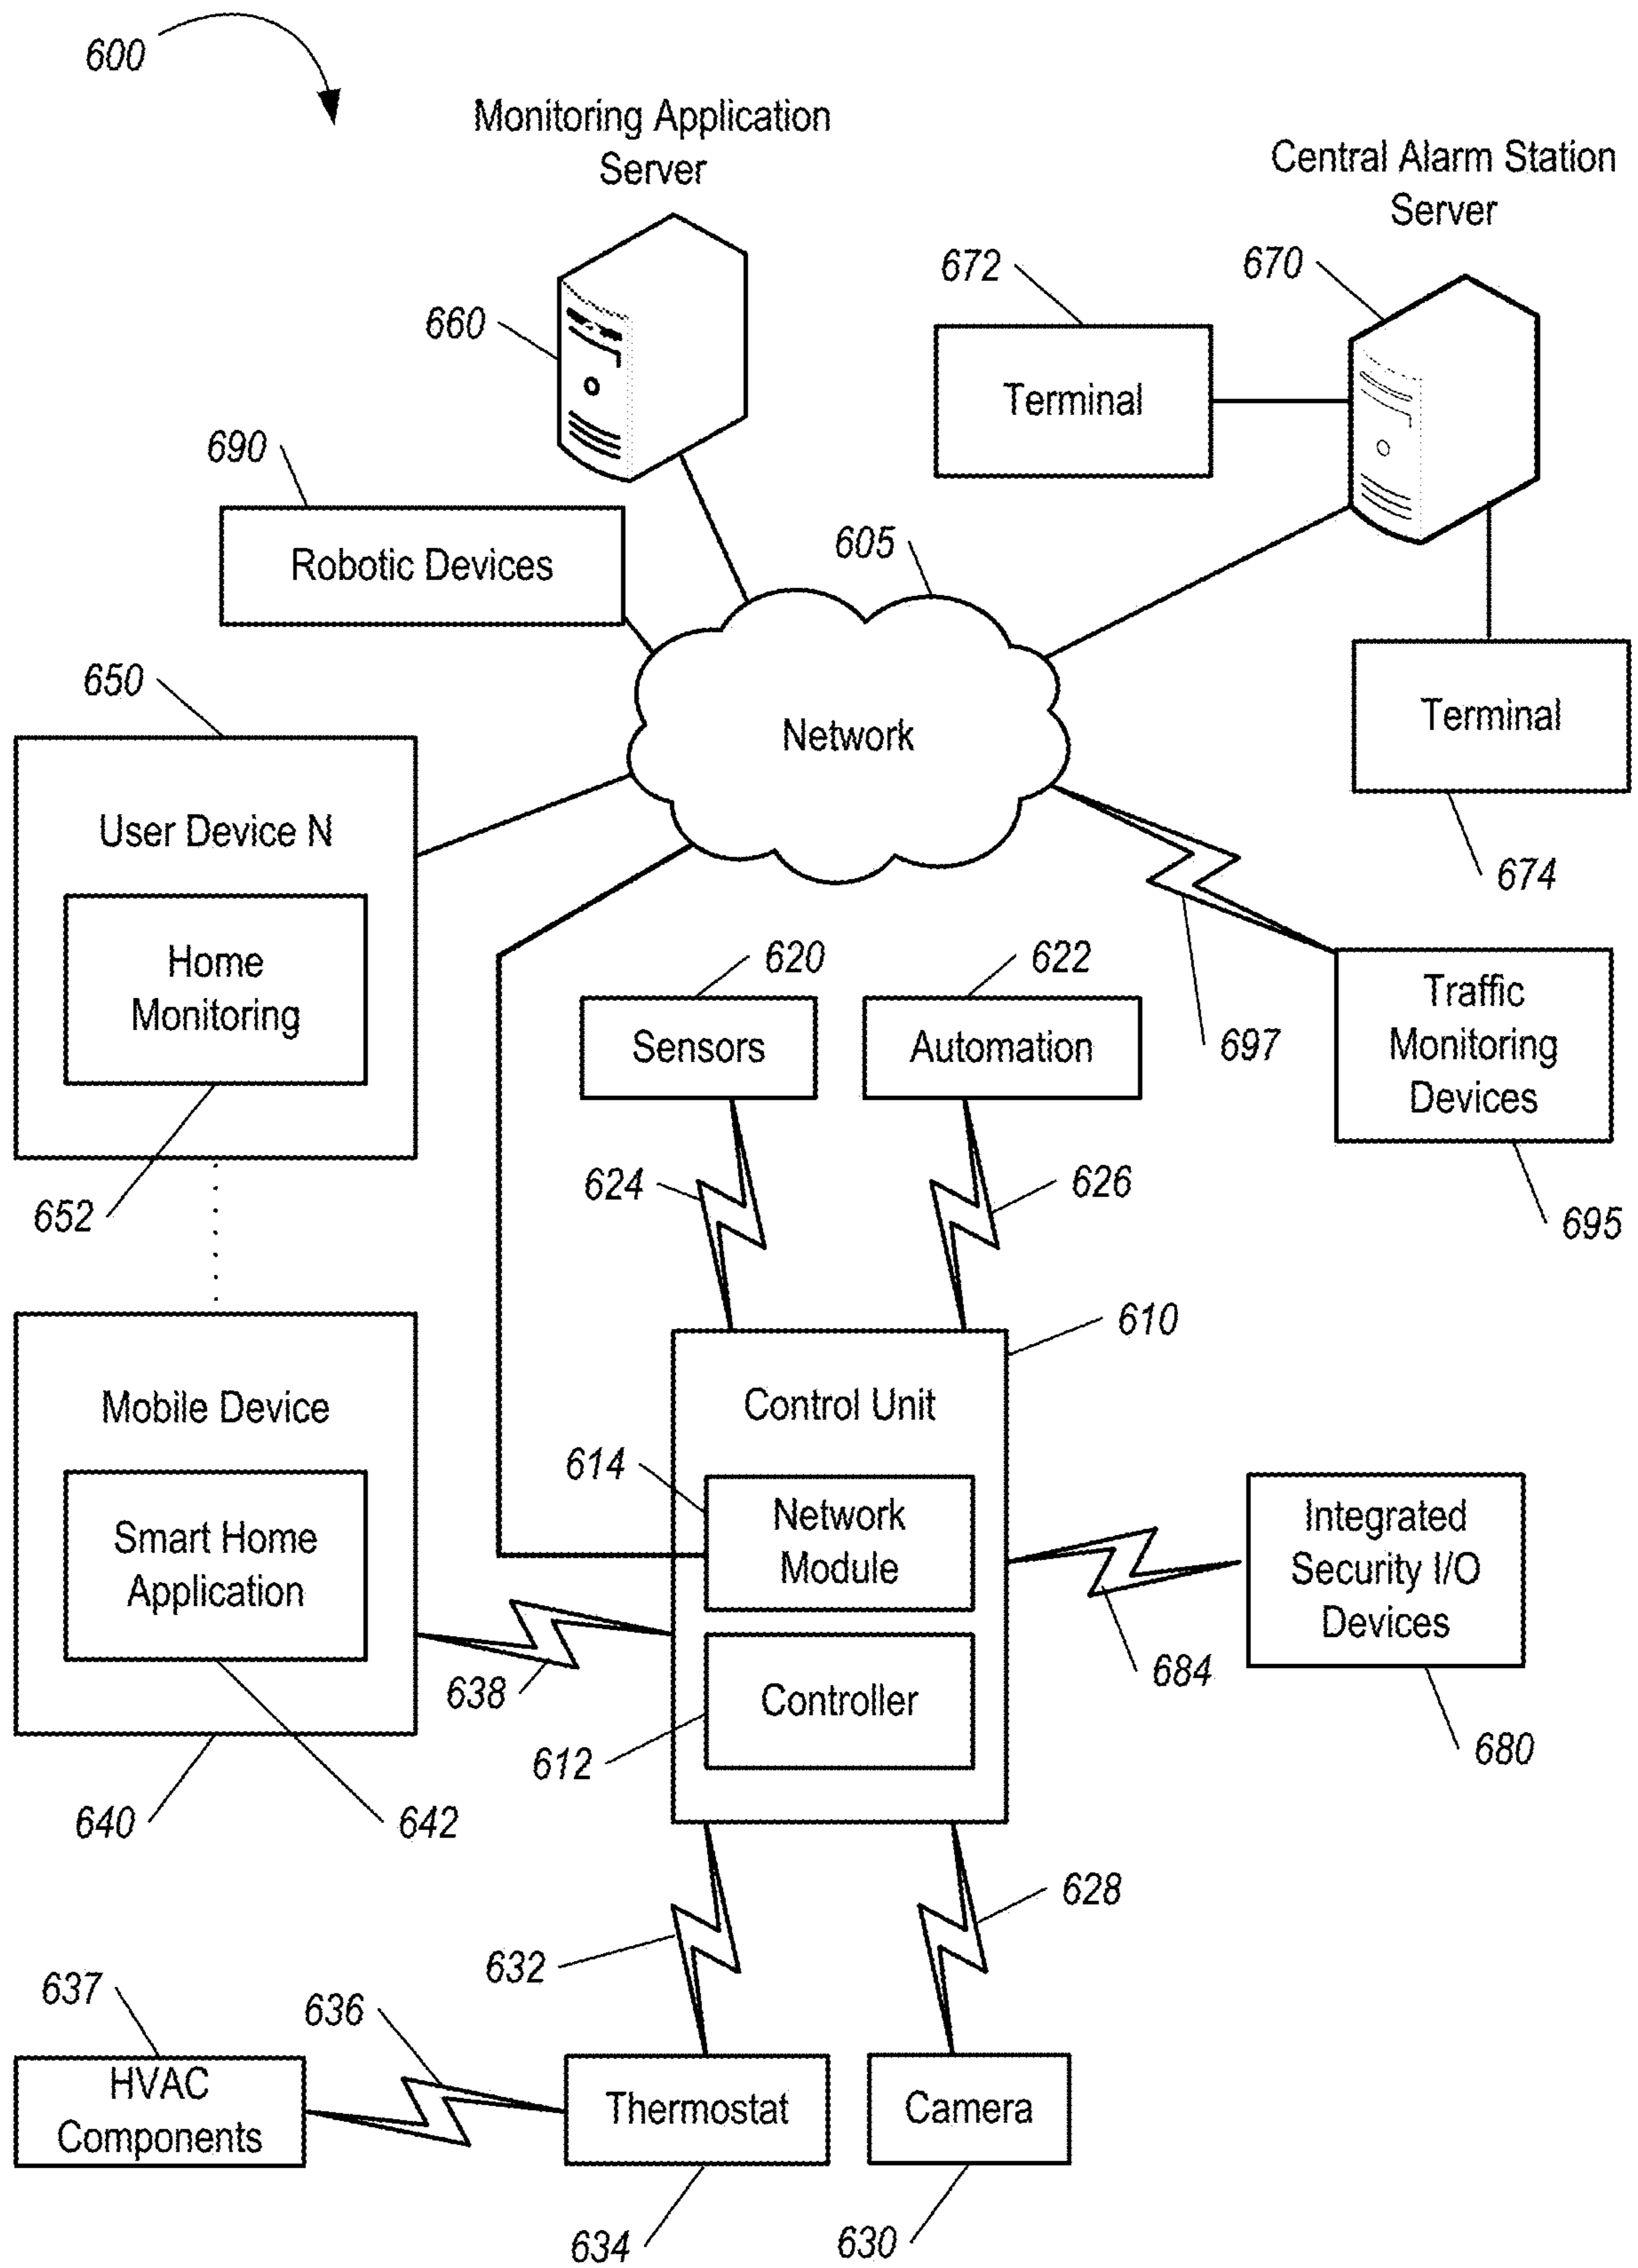 600
Monitoring Application
Server
Central Alarm Station
Server
672
670
660
Terminal
690
Robotic Devices
605
650
Network
Terminal
User Device N
674
Home
Monitoring
620
622
Sensors
Automation
697
Traffic
Monitoring
Devices
652
624
626
695
610
Mobile Device
Control Unit
614
Smart Home
Application
Network
Module
Integrated
Security I/O
Devices
638
684
Controller
612
680
640
642
628
632
637
636
HVAC
Components
Thermostat
Camera
634
630